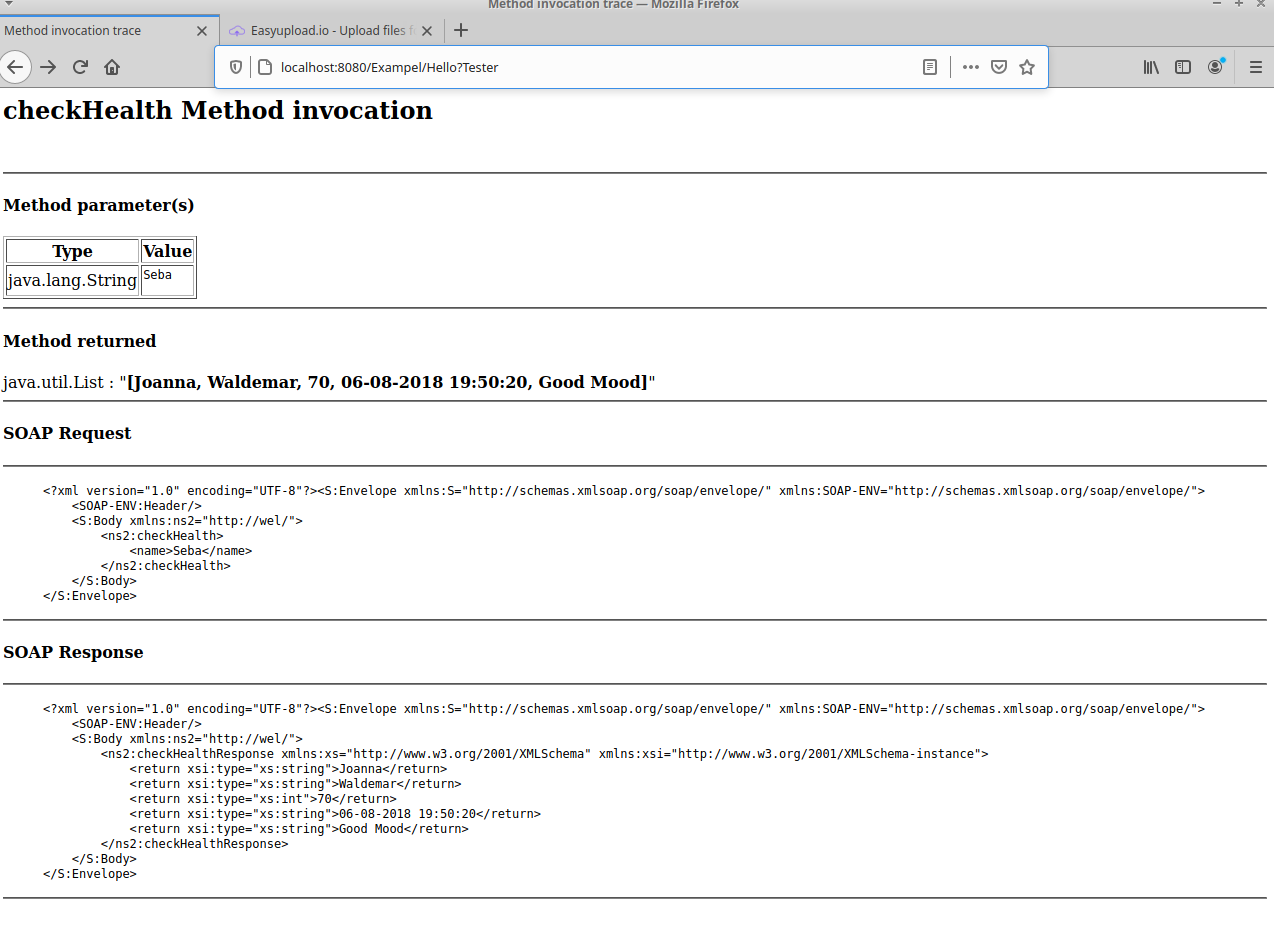 Method invocation trace — Mozilla Firefox
Method invocation trace
Easyupload.io - Upload files f
localhost:8080/Exampel/Hello?Tester
checkHealth Method invocation
Method parameter(s)
Type Value
java.lang.String Seba
Method returned
java.util.List : "[Joanna, Waldemar, 70, 06-08-2018 19:50:20, Good Mood]"
SOAP Request
<?xml version="1.0" encoding="UTF-8"?><S:Envelope xmlns:S="http://schemas.xmlsoap.org/soap/envelope/" xmlns:SOAP-ENV="http://schemas.xmlsoap.org/soap/envelope/">
<SOAP-ENV:Header/>
<S:Body xmlns:ns2="http://wel/">
<ns2:checkHealth>
<name>Seba</name>
</ns2:checkHealth>
</S:Body>
</S:Envelope>
SOAP Response
<?xml version="1.0" encoding="UTF-8"?><S:Envelope xmlns:S="http://schemas.xmlsoap.org/soap/envelope/" xmlns:SOAP-ENV="http://schemas.xmlsoap.org/soap/envelope/">
<SOAP-ENV:Header/>
<S:Body xmlns:ns2="http://wel/">
<ns2:checkHealthResponse xmlns:xs="http://www.w3.org/2001/XMLSchema" xmlns:xsi="http://www.w3.org/2001/XMLSchema-instance">
<return xsi:type="xs:string">Joanna</return>
<return xsi:type="xs:string">Waldemar</return>
<return xsi:type="xs:int">70</return>
<return xsi:type="xs:string">06-08-2018 19:50:20</return>
<return xsi:type="xs:string">Good Mood</return>
</ns2:checkHealthResponse>
</S:Body>
</S:Envelope>